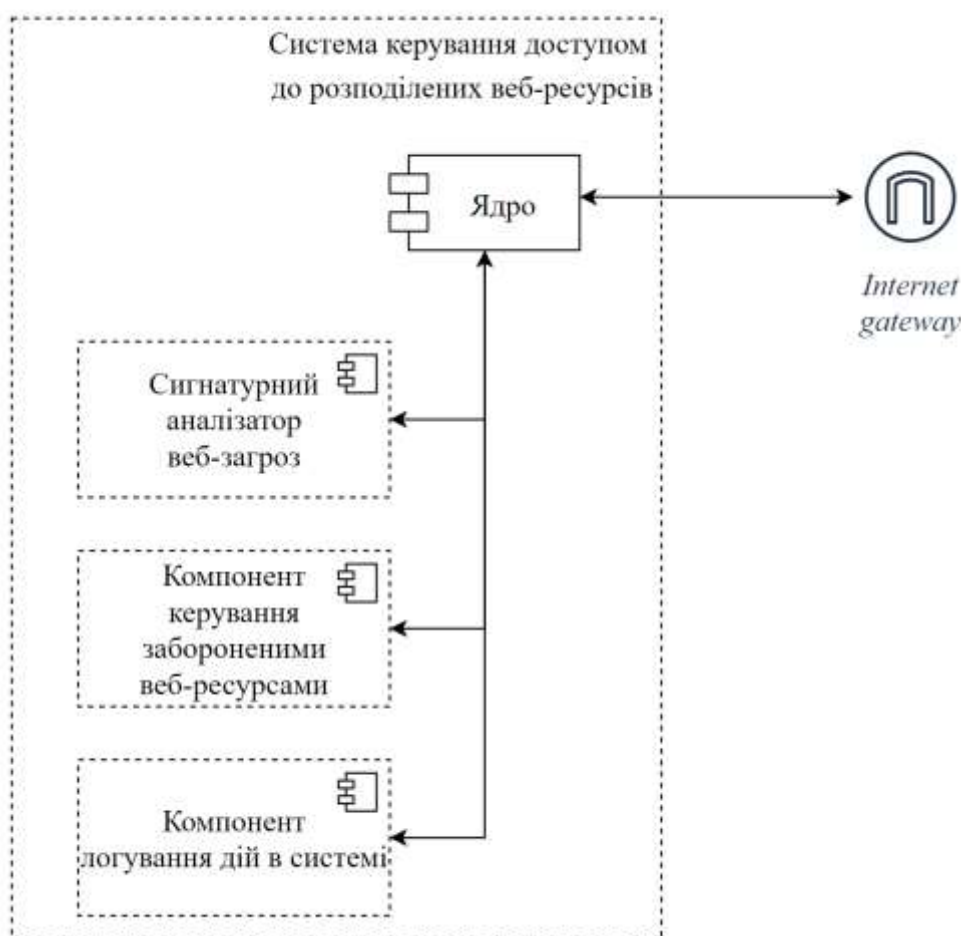 Система керування доступом
до розподілених веб-ресурсів
Ядро
Internet
gateway
Сигнатурний
аналізатор
веб-загроз
Компонент
керування
забороненими
веб-ресурсами
Компонент
логування дій в системі